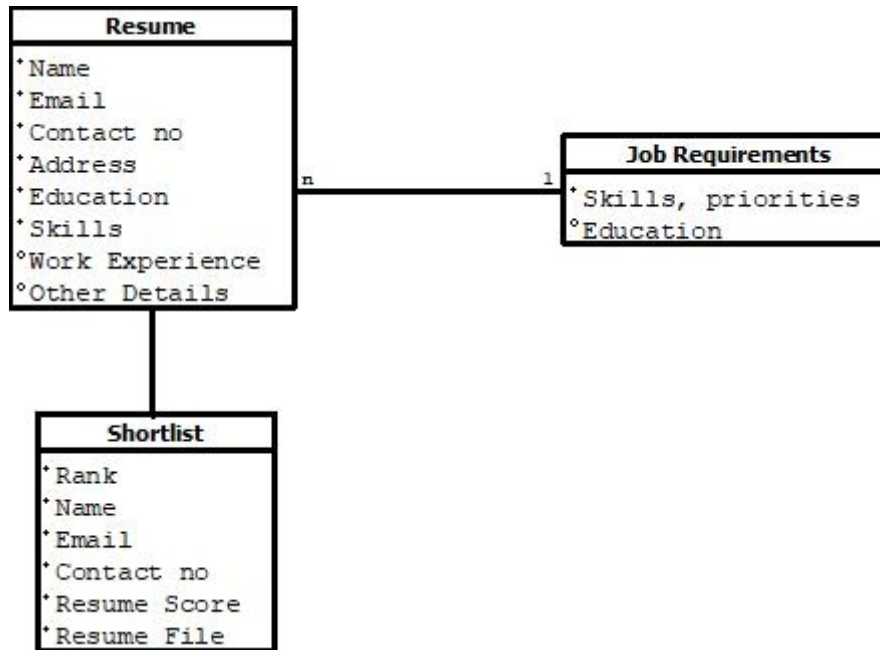 Resume
*Name
*Email
*Contact no
*Address
*Education
*Skills
°Work Experience
°Other Details
n
1
Job Requirements
*Skills, priorities
°Education
Shortlist
*Rank
*Name
*Email
*Contact no
*Resume Score
*Resume File